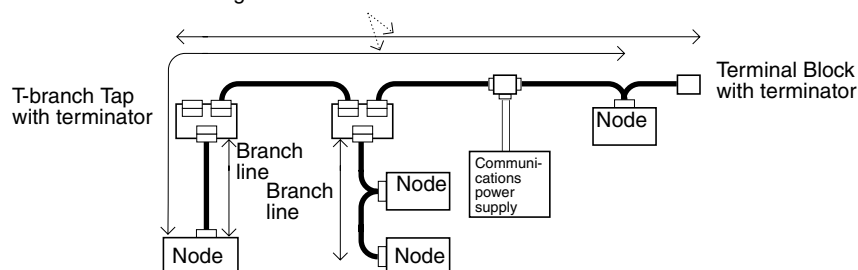 T-branch Tap
with terminator
Terminal Block
with terminator
Node
Branch
line
Branch
line
Node
Communi-
cations
power
supply
Node
Node